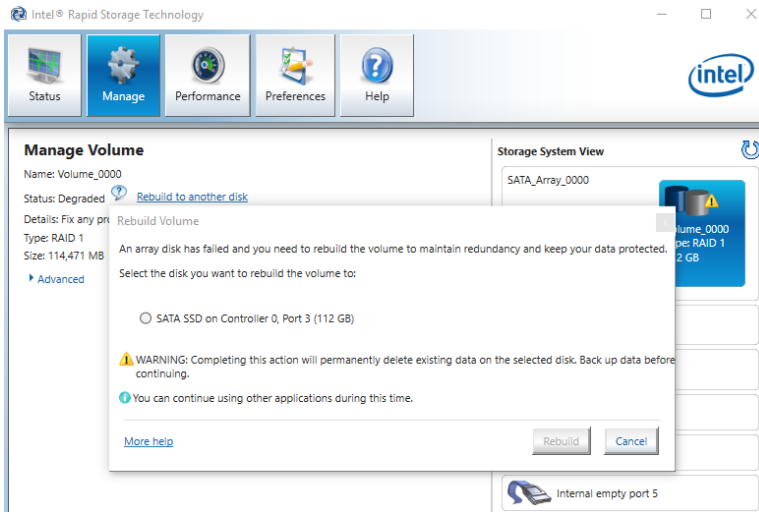 Intel® Rapid Storage Technology
Status
Manage
Performance
Preferences
Help
intel
Manage Volume
Name: Volume_0000
Status: Degraded
Rebuild to another disk
Details: Fix any
Type: RAID 1
Size: 114,471 MB
Advanced
Storage System View
SATA_Array_0000
RAID 1
2 GB
Rebuild Volume
An array disk has failed and you need to rebuild the volume to maintain redundancy and keep your data protected.
Select the disk you want to rebuild the volume to:
SATA SSD on Controller 0, Port 3 (112 GB)
WARNING: Completing this action will permanently delete existing data on the selected disk. Back up data before
continuing.
You can continue using other applications during this time.
More help
Rebuild
Cancel
Internal empty port 5